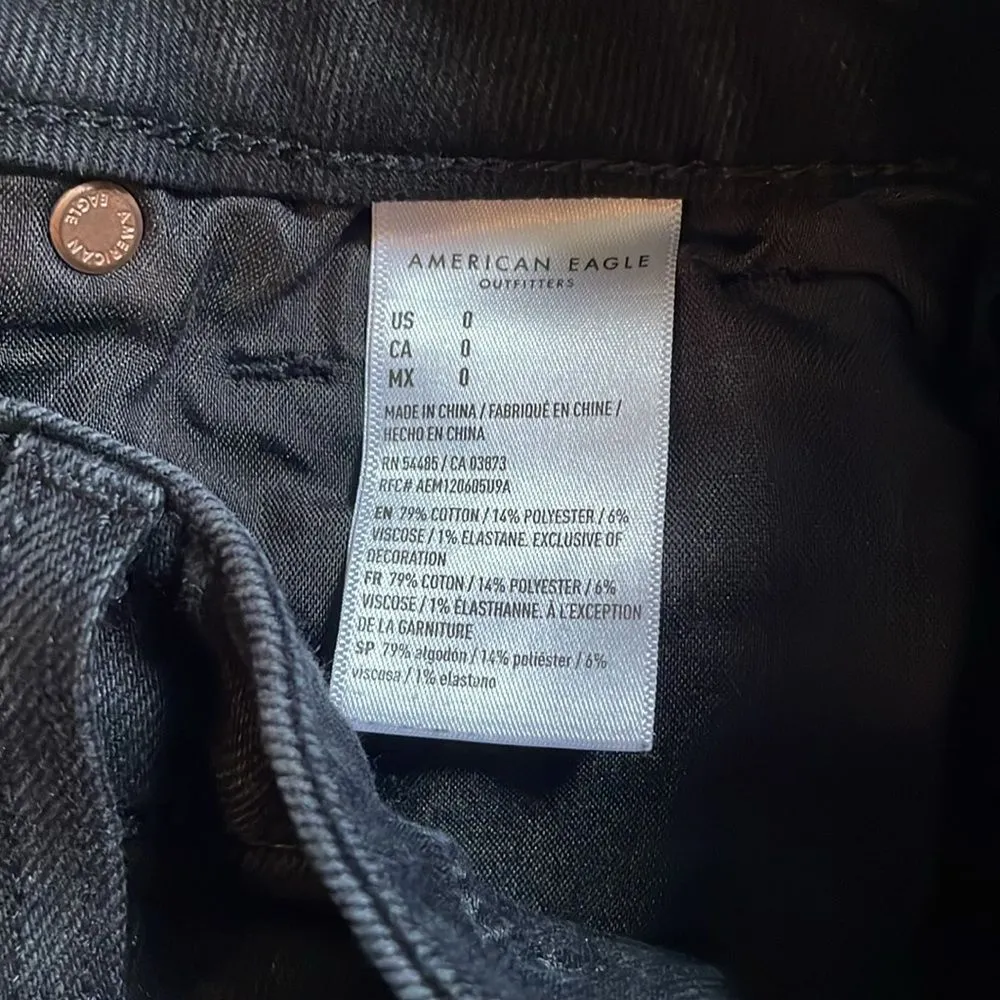 AMERICAN EAGLE
AMERICAN EAGLE
OUTFITTERS
US 0
CA 0
MX 0
MADE IN CHINA / FABRIQUÉ EN CHINE /
HECHO EN CHINA
RN 54485 / CA 03873
RFC# AEM120605U9A
EN 79% COTTON / 14% POLYESTER / 6%
VISCOSE / 1% ELASTANE. EXCLUSIVE OF
DECORATION
FR 79% COTON / 14% POLYESTER / 6%
VISCOSE / 1% ÉLASTHANNE. À L'EXCEPTION
DE LA GARNITURE
SP 79% algodón / 14% poliéster / 6%
viscosa / 1% elastano